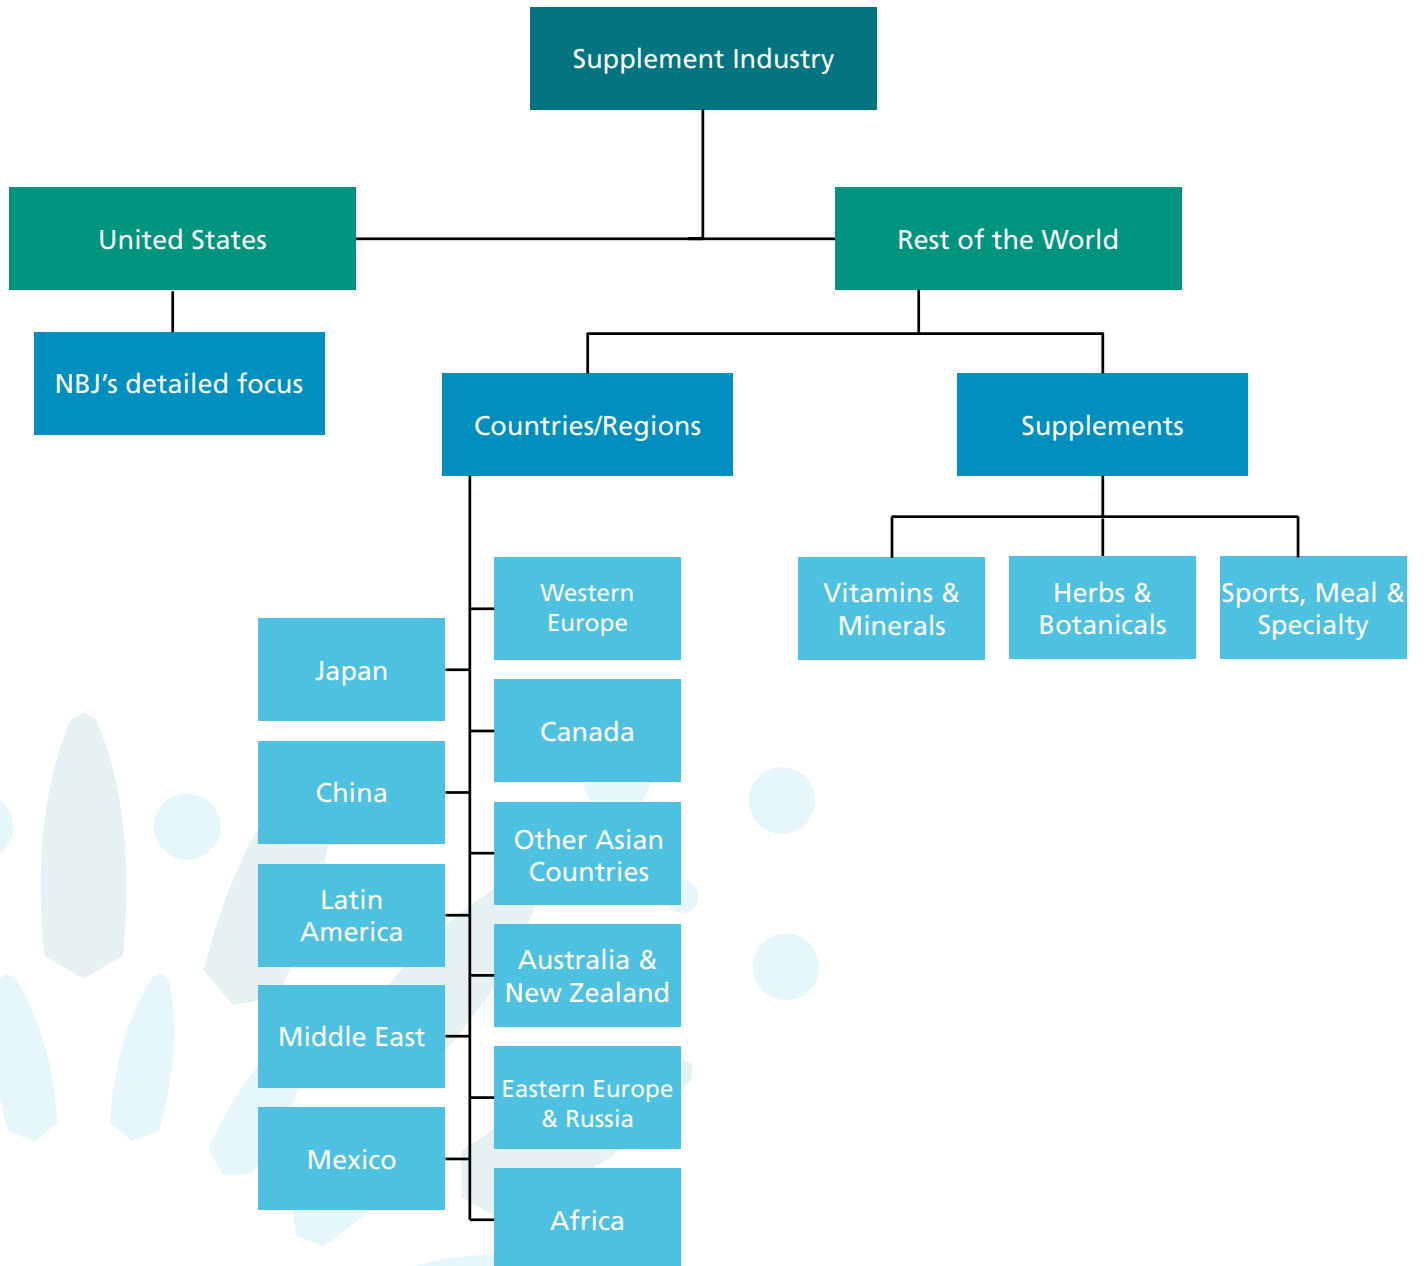 Supplement Industry
United States
Rest of the World
NBJ's detailed focus
Countries/Regions
Supplements
Western
Europe
Vitamins &
Minerals
Herbs &
Botanicals
Sports, Meal &
Specialty
Japan
Canada
China
Other Asian
Countries
Latin
America
Australia &
New Zealand
Middle East
Eastern Europe
& Russia
Mexico
Africa